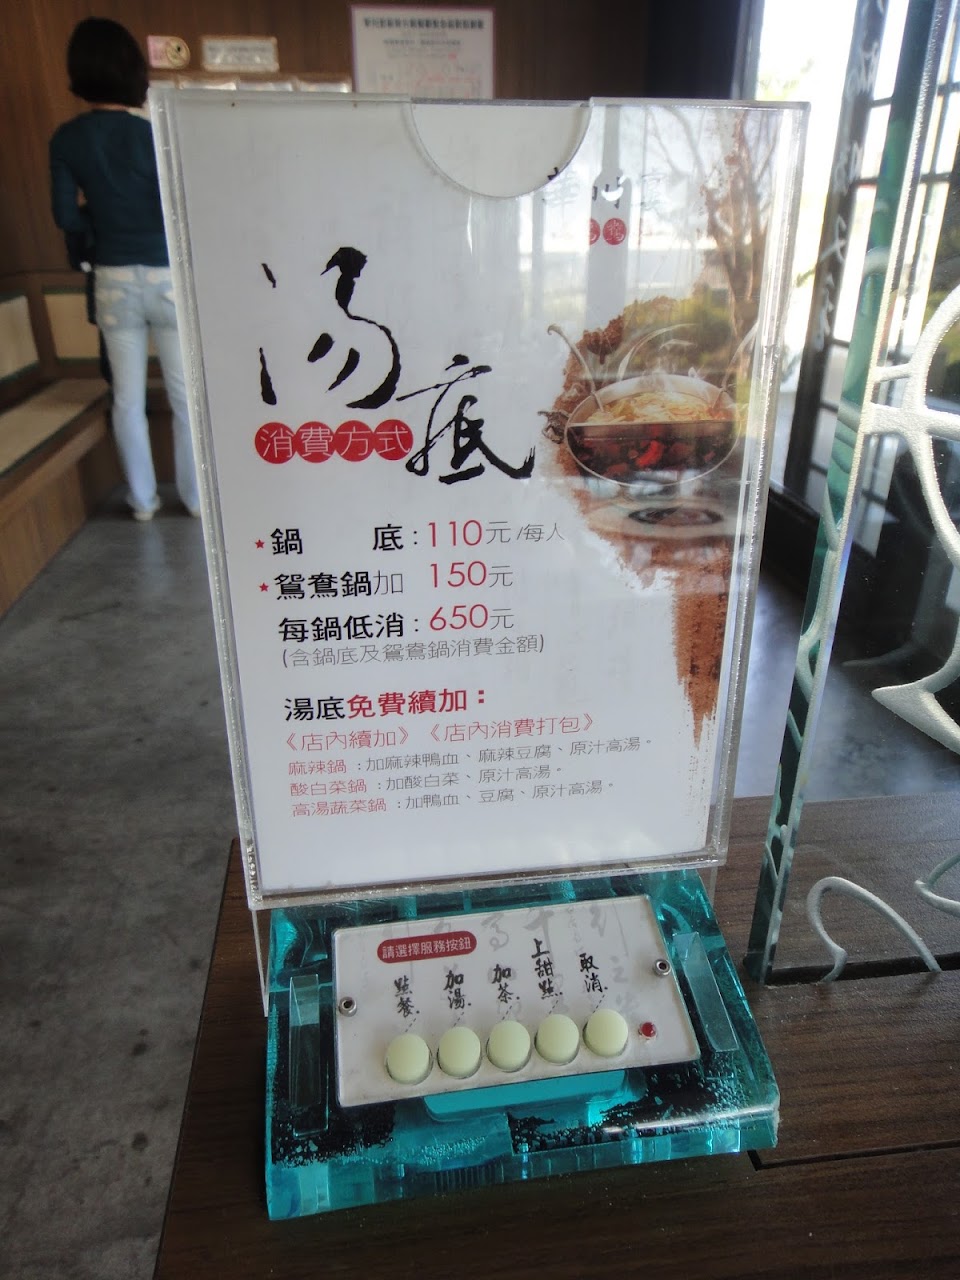 湯底
消費方式
★鍋 底:110元/每人
★鴛鴦鍋加 150元
每鍋低消:650元
(含鍋底及鴛鴦鍋消費金額)
湯底免費續加:
《店內續加》《店內消費打包》
麻辣鍋:加麻辣鴨血、麻辣豆腐、原汁高湯。
酸白菜鍋:加酸白菜、原汁高湯。
高湯蔬菜鍋:加鴨血、豆腐、原汁高湯。
請選擇服務按鈕
點餐 加湯 加茶 上甜點 取消